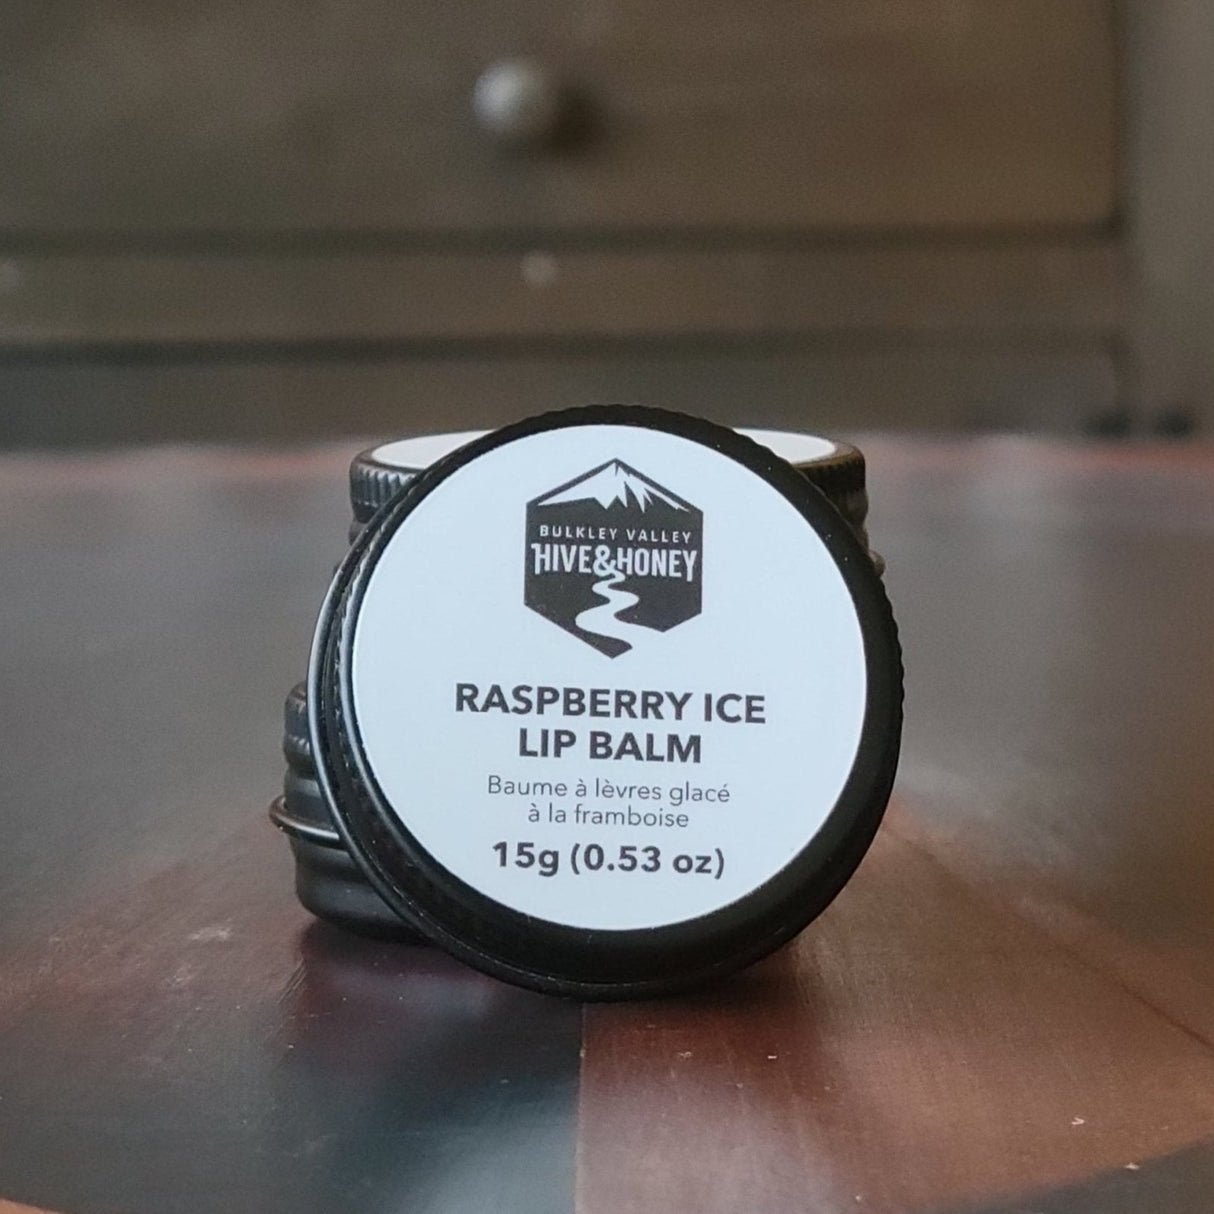 BULKLEY VALLEY
HIVE&HONEY
RASPBERRY ICE
LIP BALM
Baume à lèvres glacé
à la framboise
15g (0.53 oz)